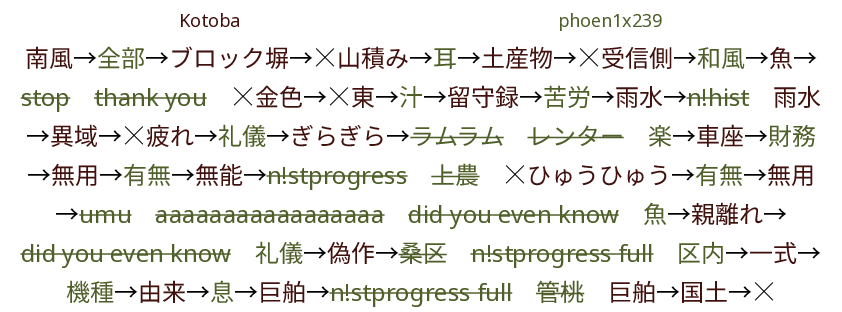 Kotoba phoen1x239
南風→全部→ブロック塀→×山積み→耳→土産物→×受信側→和風→魚→
stop thank you ×金色→×東→汁→留守録→苦労→雨水→n!hist 雨水
→異域→×疲れ→礼儀→ぎらぎら→ラムラム レンター 楽→車座→財務
→無用→有無→無能→n!stprogress 上農 ×ひゅうひゅう→有無→無用
→umu aaaaaaaaaaaaaaaaa did you even know 魚→親離れ→
did you even know 礼儀→偽作→桑区 n!stprogress full 区内→一式→
機種→由来→息→巨舶→n!stprogress full 管桃 巨舶→国土→×